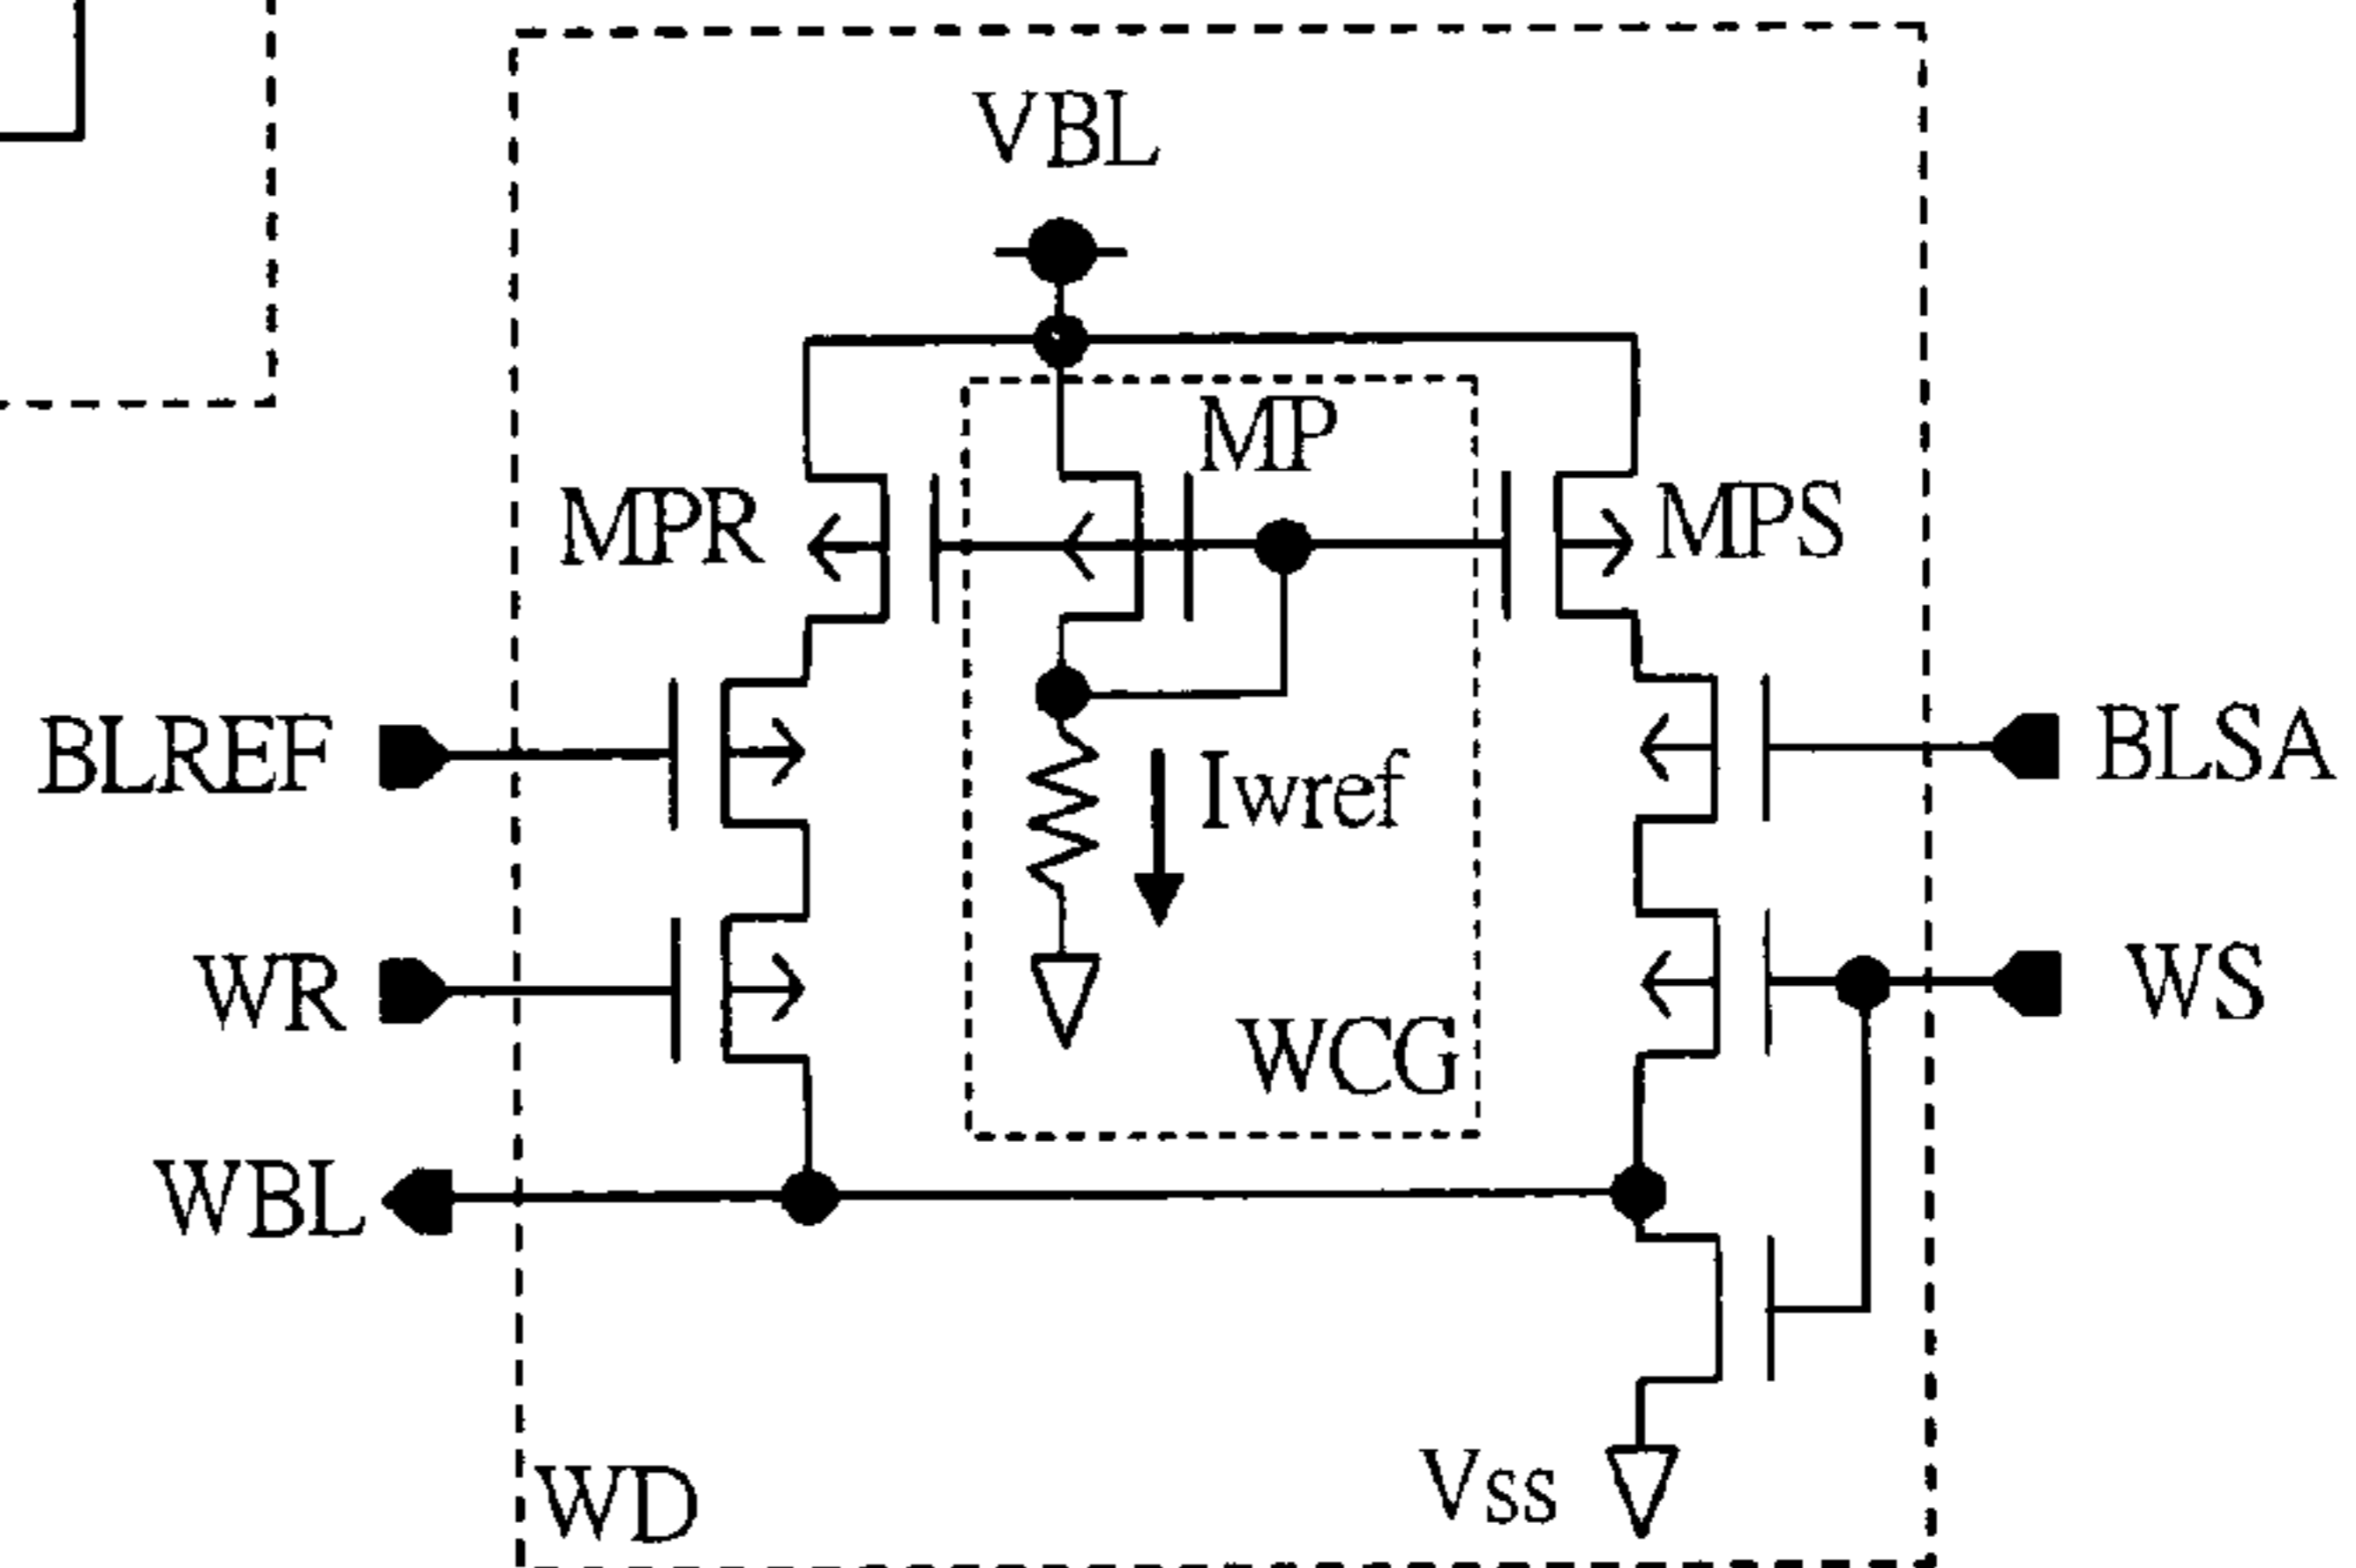 VBL
MP
MPR
MPS
BLREF
Iwref
BLSA
WR
WS
WCG
WBL
Vss
WD